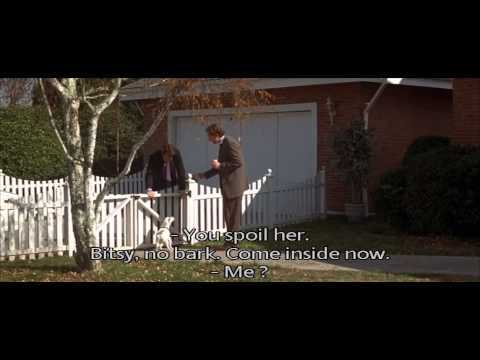 - You spoil her.
Bitsy, no bark. Come inside now.
- Me ?